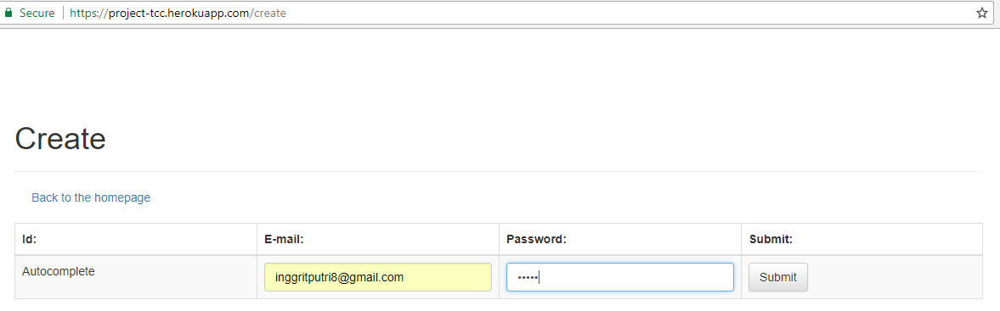 Secure https://project-tcc.herokuapp.com/create
Create
Back to the homepage
Id: E-mail: Password: Submit:
Autocomplete inggritputri8@gmail.com ••••• Submit